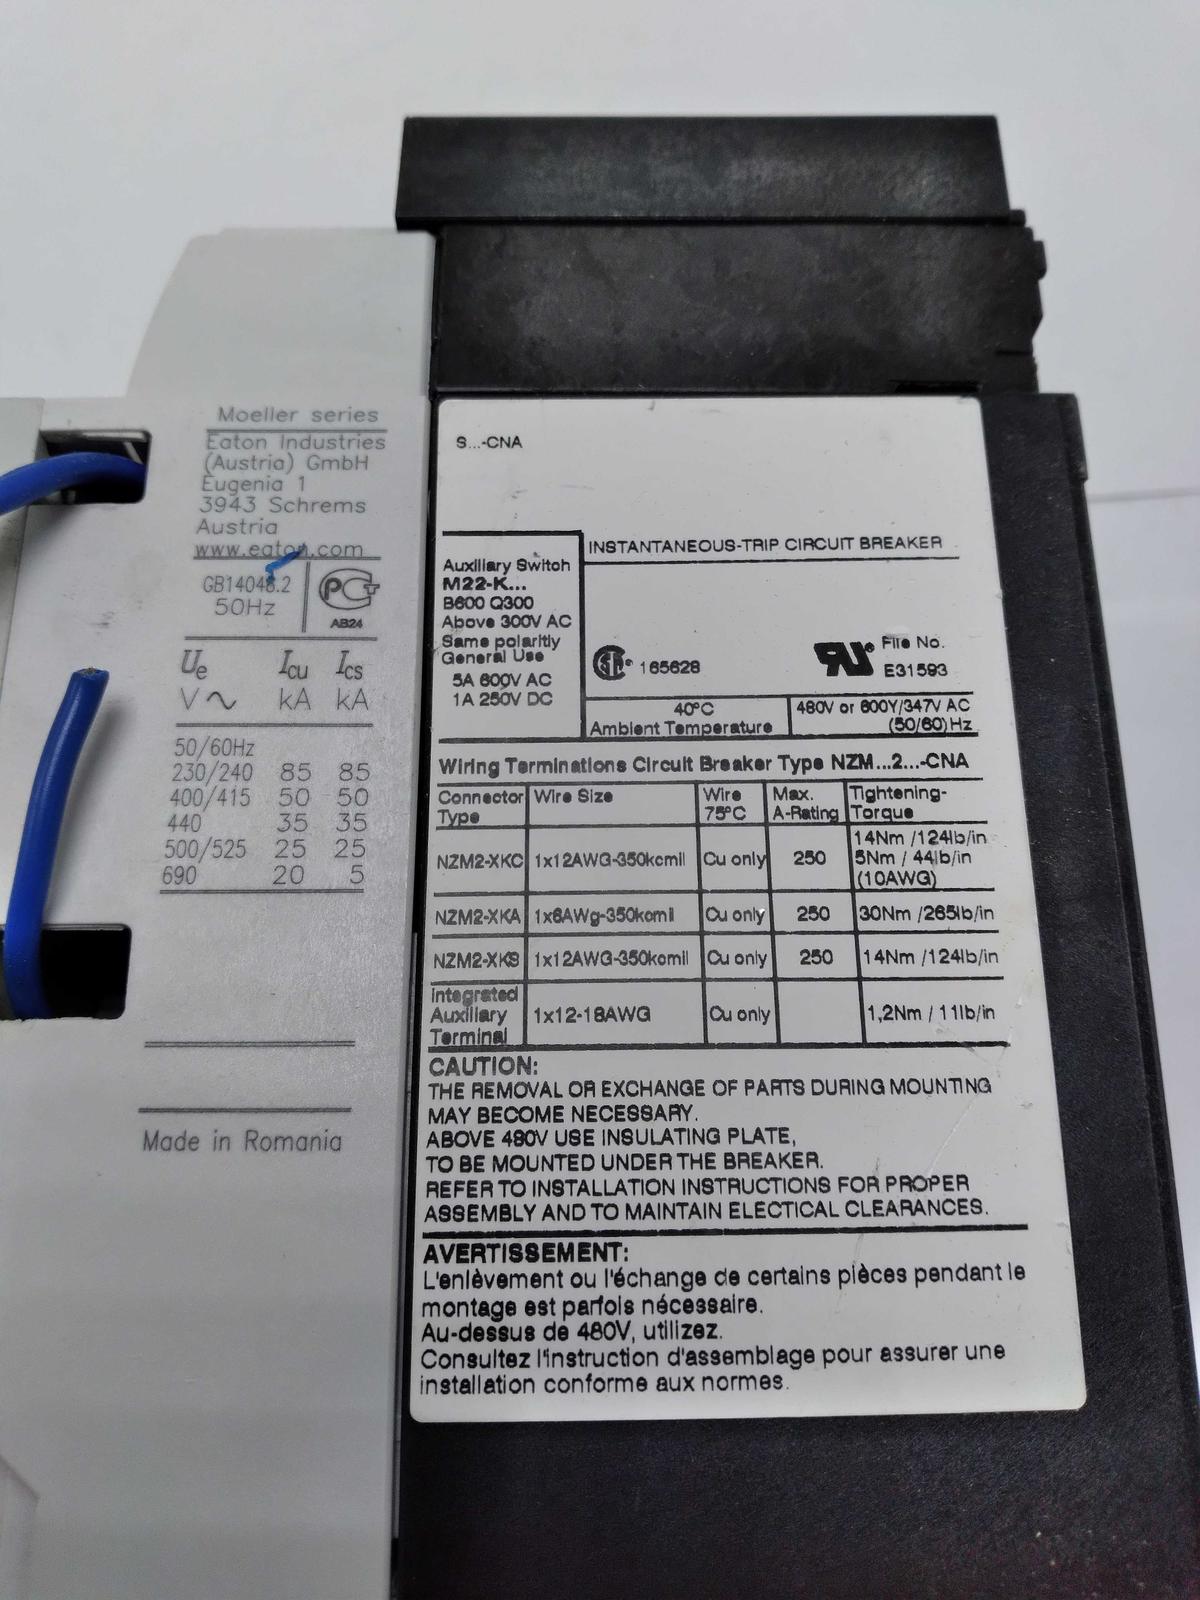 Moeller series
Eaton Industries
(Austria) GmbH
Eugenia 1
3943 Schrems
Austria
www.eaton.com
GB14048.2
50Hz
PCT
AB24
Ue Icu Ics
V ~ kA kA
50/60Hz
230/240 85 85
400/415 50 50
440 35 35
500/525 25 25
690 20 5
Made in Romania
S...-CNA
INSTANTANEOUS-TRIP CIRCUIT BREAKER
Auxiliary Switch
M22-K...
B600 Q300
Above 300V AC
Same polaritly
General Use
5A 600V AC
1A 250V DC
165628
File No.
E31593
40°C
Ambient Temperature
480V or 600Y/347V AC
(50/60)Hz
Wiring Terminations Circuit Breaker Type NZM...2...-CNA
Connector Type Wire Size Wire 75°C Max. A-Rating Tightening-Torque
NZM2-XKC 1x12AWG-350kcmil Cu only 250 14Nm /124lb/in
5Nm / 44lb/in
(10AWG)
NZM2-XKA 1x6AWg-350kcmil Cu only 250 30Nm /265lb/in
NZM2-XKS 1x12AWG-350kcmil Cu only 250 14Nm /124lb/in
Integrated Auxiliary Terminal 1x12-18AWG Cu only 1,2Nm / 11lb/in
CAUTION:
THE REMOVAL OR EXCHANGE OF PARTS DURING MOUNTING
MAY BECOME NECESSARY.
ABOVE 480V USE INSULATING PLATE,
TO BE MOUNTED UNDER THE BREAKER.
REFER TO INSTALLATION INSTRUCTIONS FOR PROPER
ASSEMBLY AND TO MAINTAIN ELECTICAL CLEARANCES.
AVERTISSEMENT:
L'enlèvement ou l'échange de certains pièces pendant le
montage est parfois nécessaire.
Au-dessus de 480V, utilizez.
Consultez l'instruction d'assemblage pour assurer une
installation conforme aux normes.